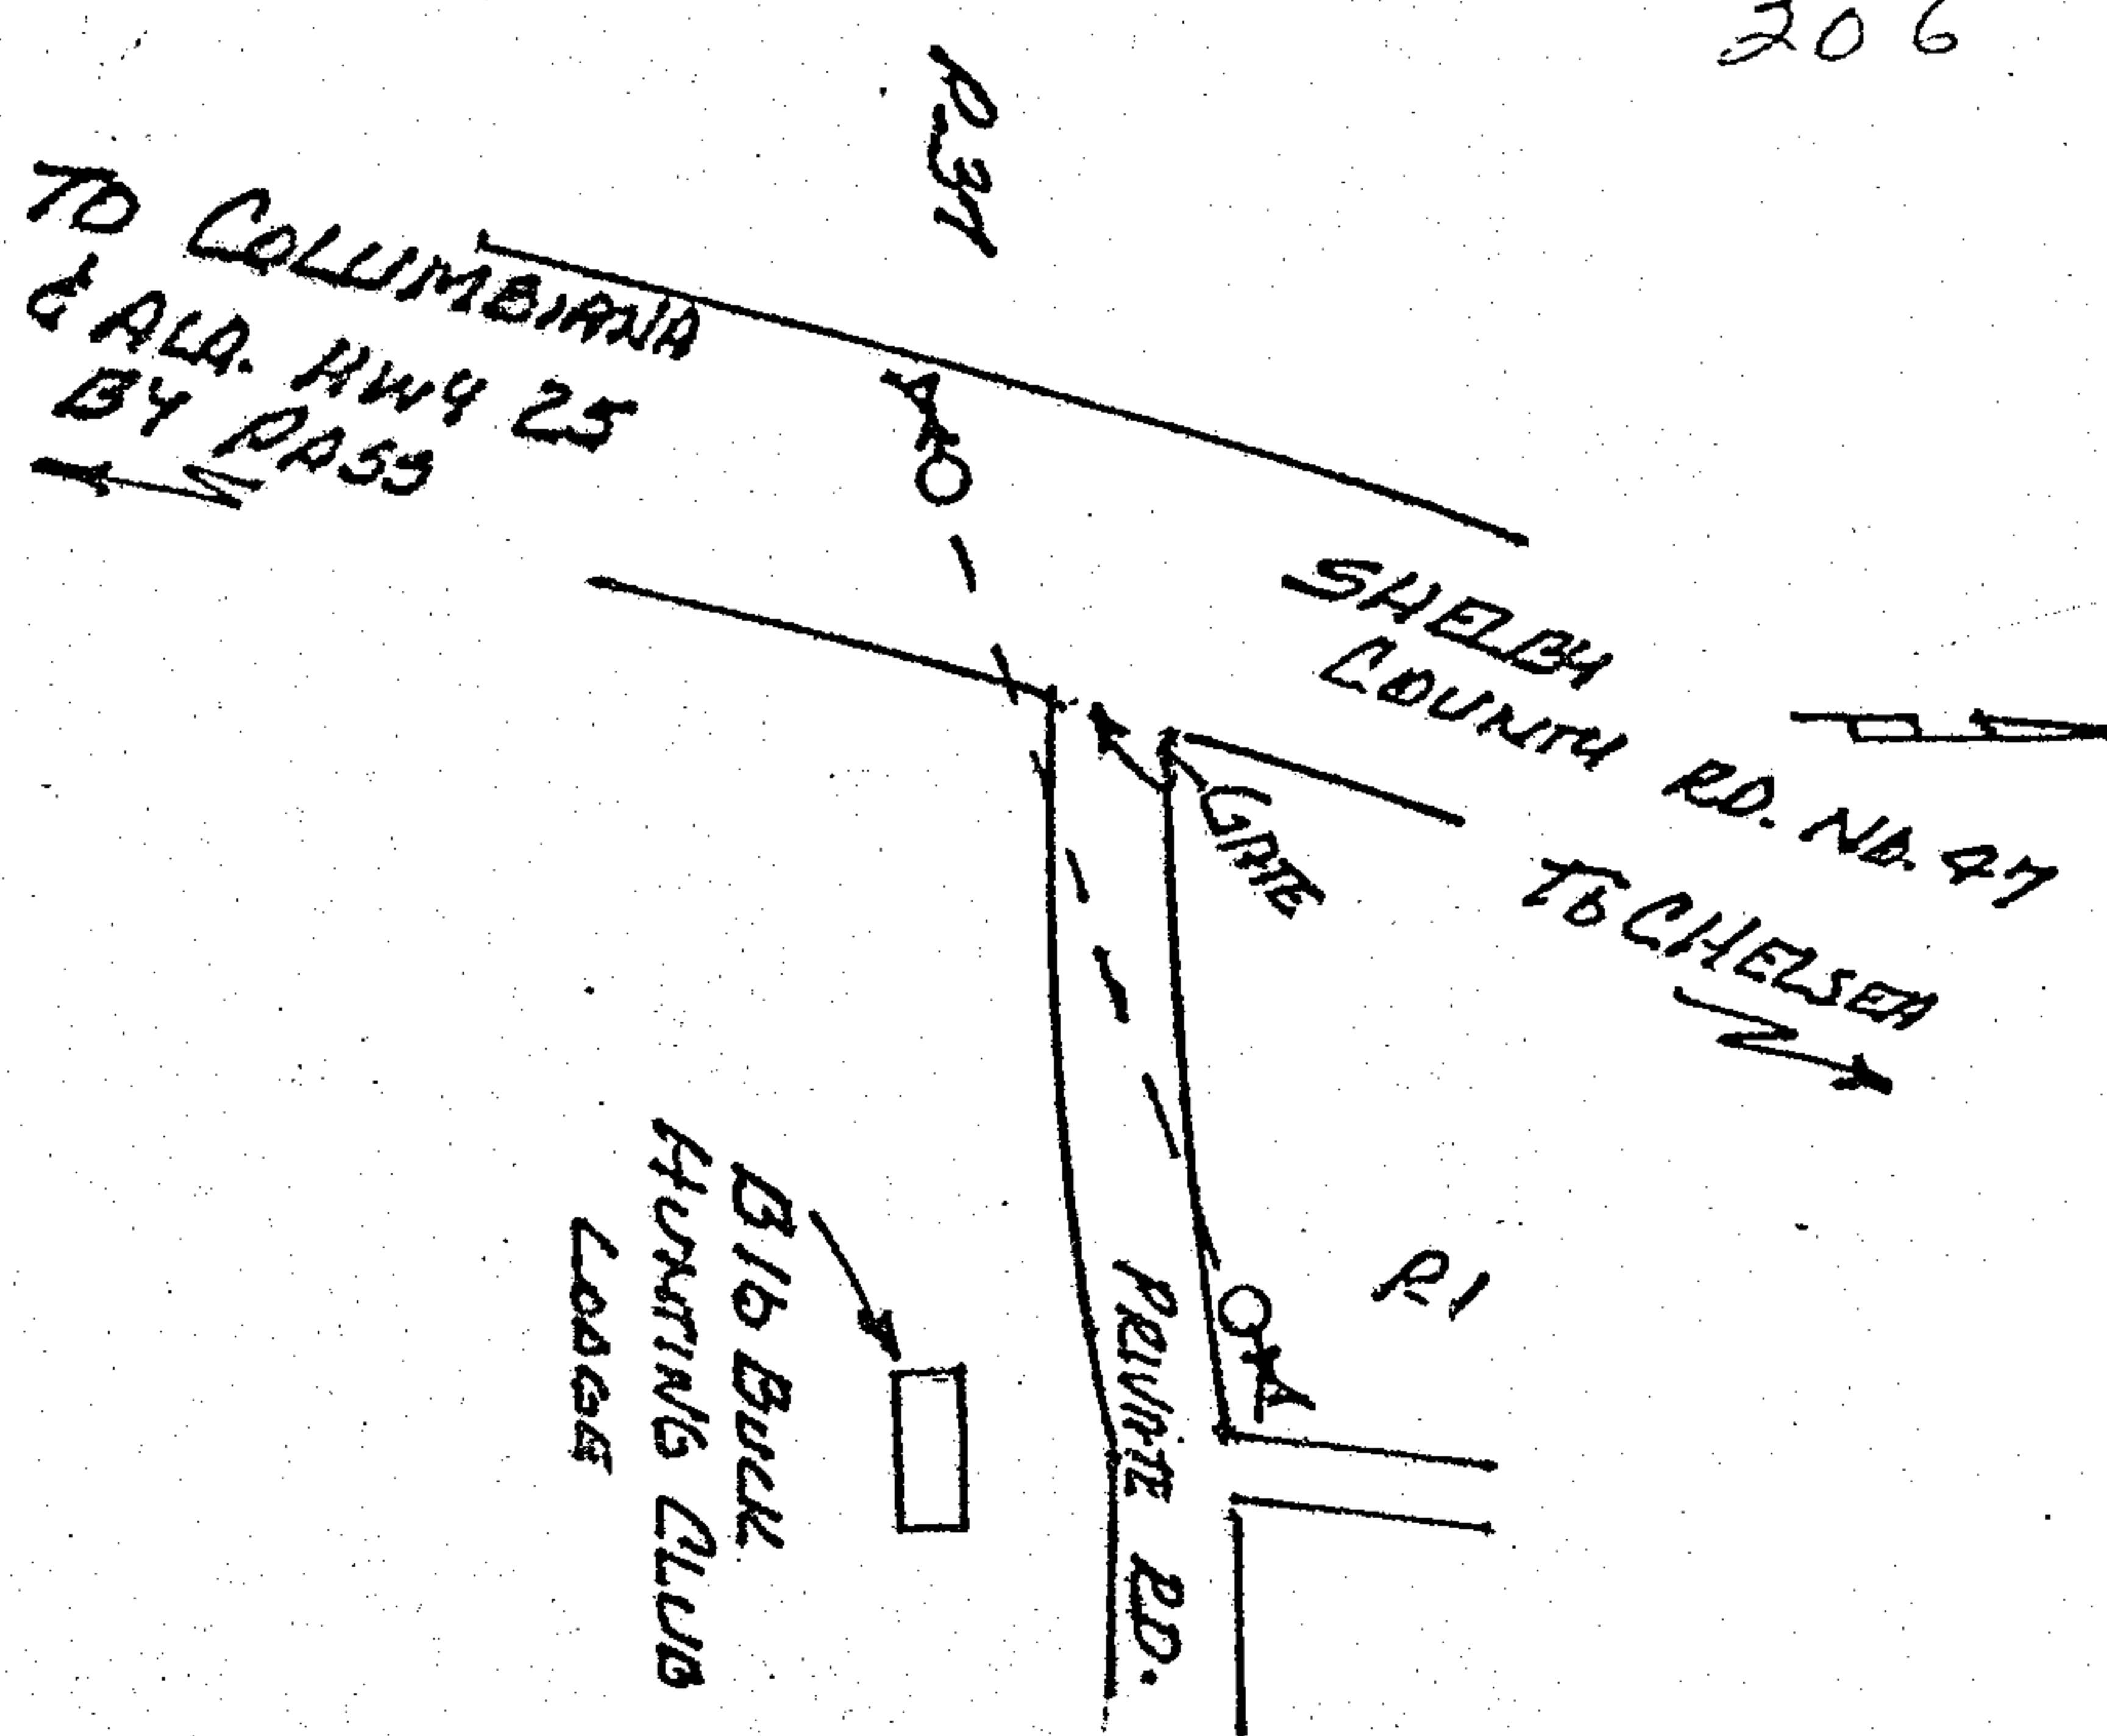 206
TO COLUMBIANA
& ALA. HWY 25
BY PASS
SHELBY
COUNTY RD. NO. 47
TO CHELSEA
GATE
P-1
BIG BUCK
HUNTING CLUB
LODGE
PRIVATE RD.